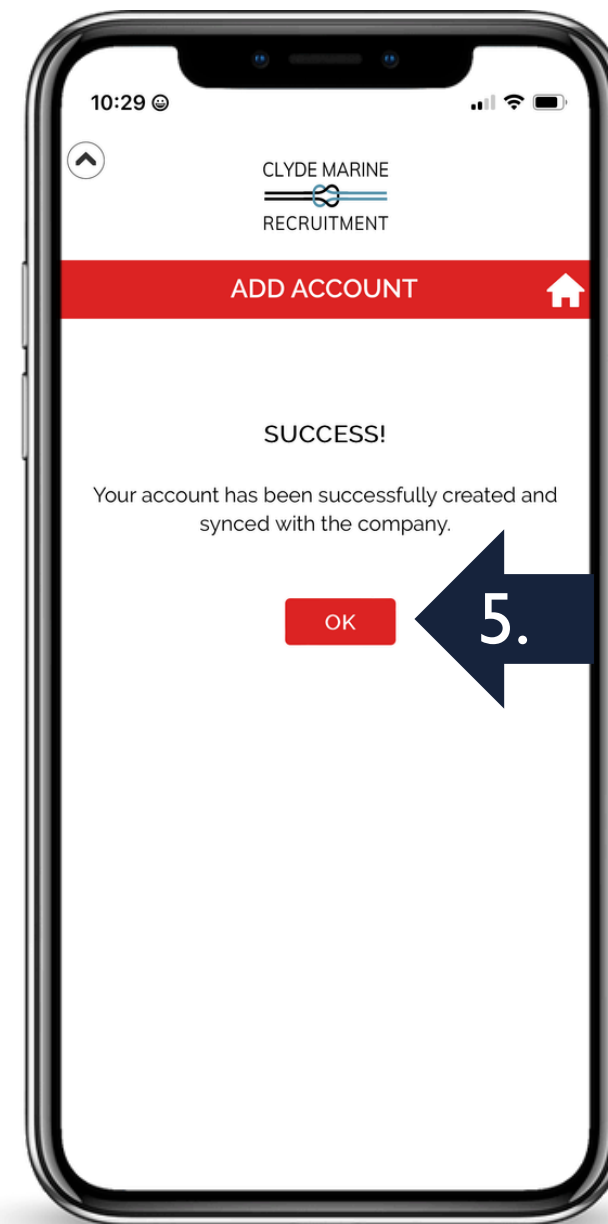 10:29
CLYDE MARINE
RECRUITMENT
ADD ACCOUNT
SUCCESS!
Your account has been successfully created and
synced with the company.
OK
5.